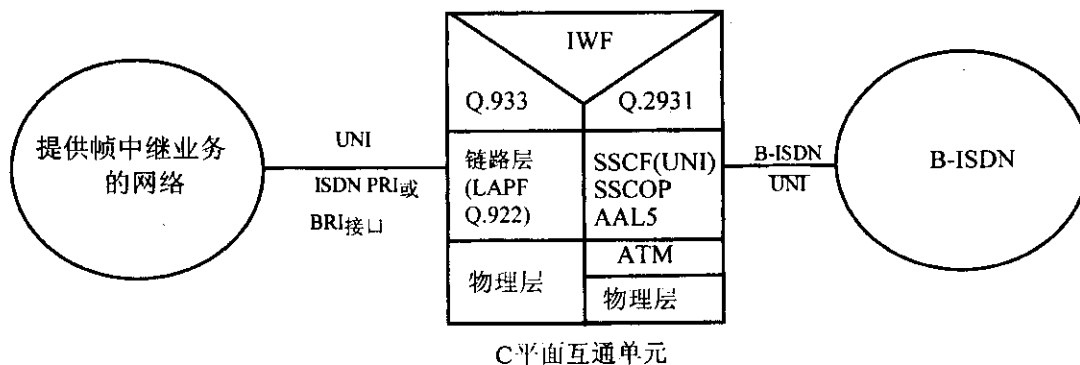 提供帧中继业务
的网络
UNI
ISDN PRI或
BRI接口
IWF
Q.933
Q.2931
链路层
(LAPF
Q.922)
SSCF(UNI)
SSCOP
AAL5
物理层
ATM
物理层
B-ISDN
UNI
B-ISDN
C平面互通单元